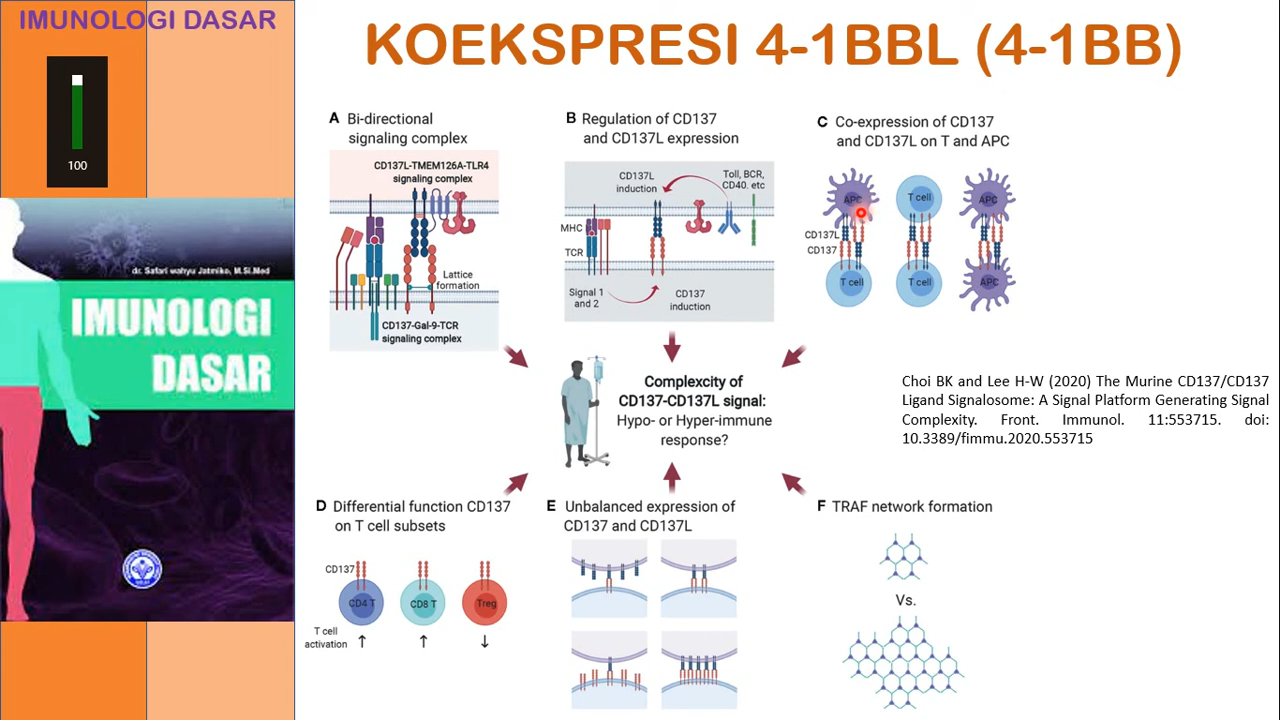 IMUNOLOGI DASAR
100
dr. Safari wahyu Jatmiko, M.Si.Med
IMUNOLOGI
DASAR
KOEKSPRESI 4-1BBL (4-1BB)
A Bi-directional
signaling complex
CD137L-TMEM126A-TLR4
signaling complex
Lattice
formation
CD137-Gal-9-TCR
signaling complex
B Regulation of CD137
and CD137L expression
CD137L
induction
Toll, BCR,
CD40. etc
MHC
TCR
Signal 1
and 2
CD137
induction
C Co-expression of CD137
and CD137L on T and APC
APC
T cell
APC
CD137L
CD137
T cell
T cell
APC
Complexcity of
CD137-CD137L signal:
Hypo- or Hyper-immune
response?
Choi BK and Lee H-W (2020) The Murine CD137/CD137
Ligand Signalosome: A Signal Platform Generating Signal
Complexity. Front. Immunol. 11:553715. doi:
10.3389/fimmu.2020.553715
D Differential function CD137
on T cell subsets
CD137
CD4 T
CD8 T
Treg
T cell
activation ↑ ↑ ↓
E Unbalanced expression of
CD137 and CD137L
F TRAF network formation
Vs.